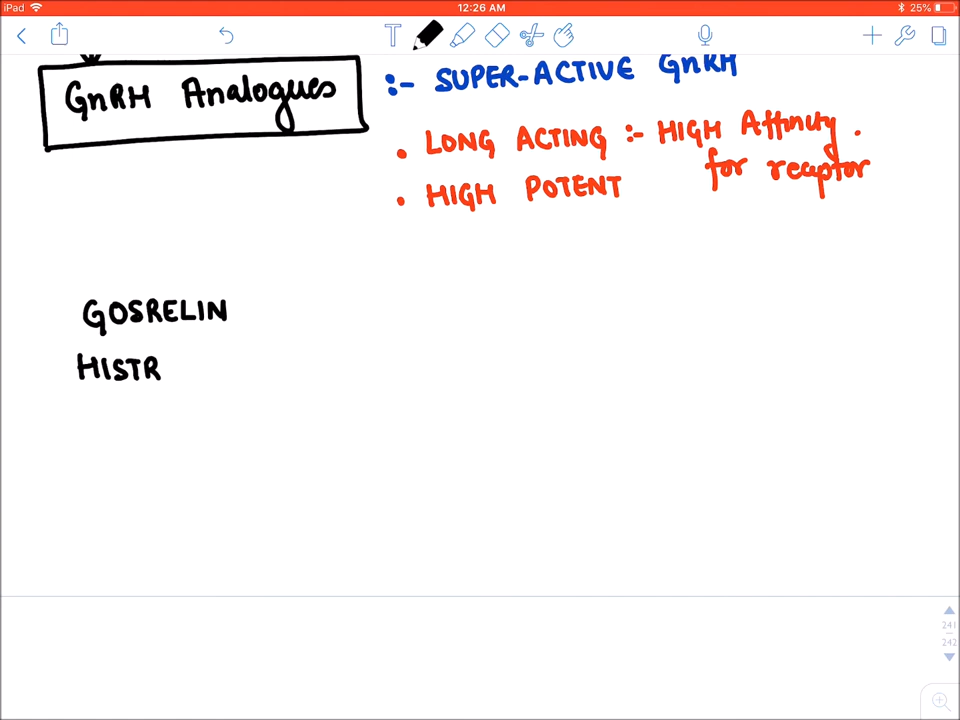 iPad 12:26 AM 25%
T
:- SUPER-ACTIVE GnRH
GnRH Analogues
• LONG ACTING :- HIGH Affinity .
for receptor
• HIGH POTENT
GOSRELIN
HISTR
241
242